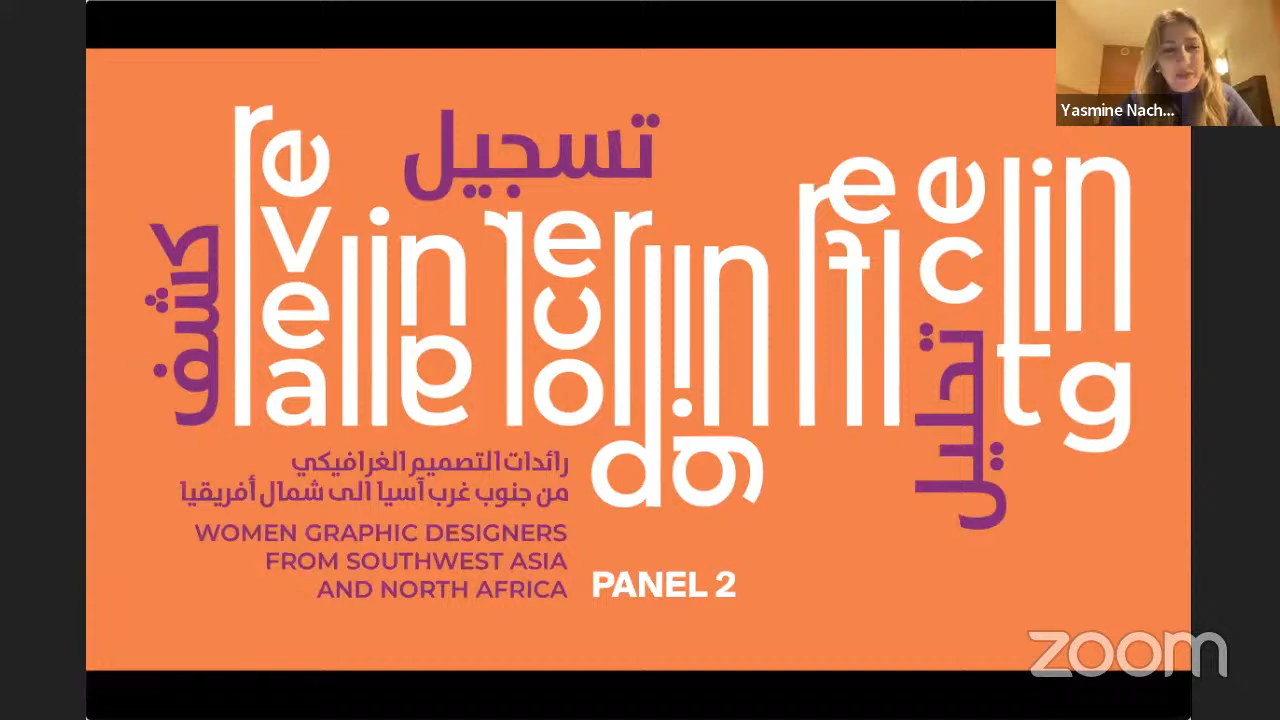 كشف
revealing
تسجيل
recording
reflecting
تحليل
رائدات التصميم الغرافيكي
من جنوب غرب آسيا الى شمال أفريقيا
WOMEN GRAPHIC DESIGNERS
FROM SOUTHWEST ASIA
AND NORTH AFRICA
PANEL 2
Yasmine Nach...
zoom